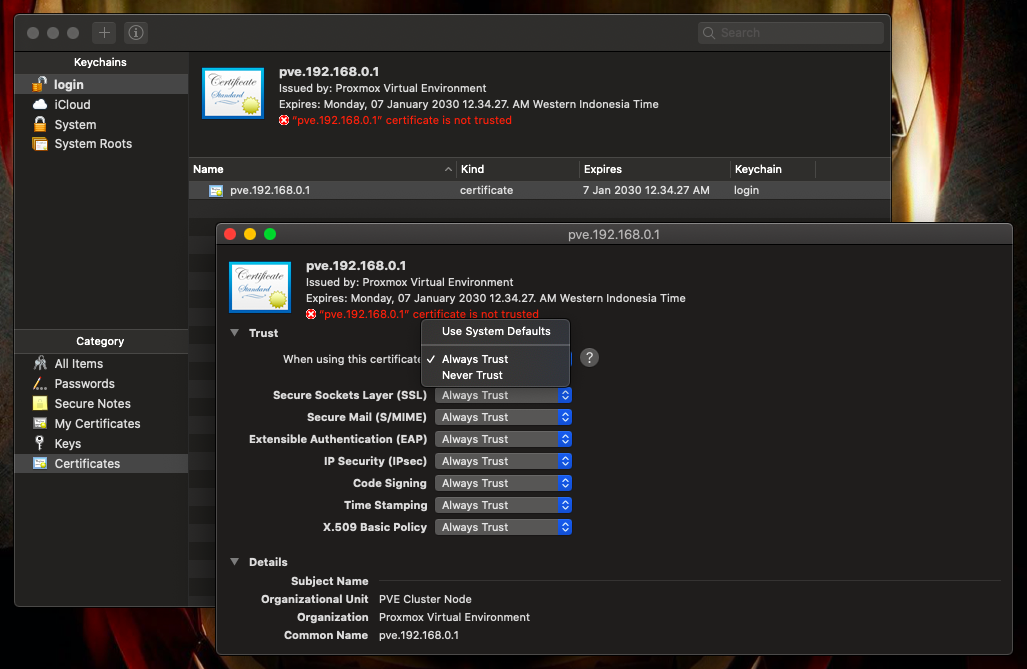 Search
Keychains
login
iCloud
System
System Roots
Certificate
Standard
pve.192.168.0.1
Issued by: Proxmox Virtual Environment
Expires: Monday, 07 January 2030 12.34.27. AM Western Indonesia Time
"pve.192.168.0.1" certificate is not trusted
Name Kind Expires Keychain
pve.192.168.0.1 certificate 7 Jan 2030 12.34.27 AM login
Category
All Items
Passwords
Secure Notes
My Certificates
Keys
Certificates
pve.192.168.0.1
Certificate
Standard
pve.192.168.0.1
Issued by: Proxmox Virtual Environment
Expires: Monday, 07 January 2030 12.34.27. AM Western Indonesia Time
"pve.192.168.0.1" certificate is not trusted
Trust
Use System Defaults
When using this certificate ✓ Always Trust ?
Never Trust
Secure Sockets Layer (SSL) Always Trust
Secure Mail (S/MIME) Always Trust
Extensible Authentication (EAP) Always Trust
IP Security (IPsec) Always Trust
Code Signing Always Trust
Time Stamping Always Trust
X.509 Basic Policy Always Trust
Details
Subject Name
Organizational Unit PVE Cluster Node
Organization Proxmox Virtual Environment
Common Name pve.192.168.0.1